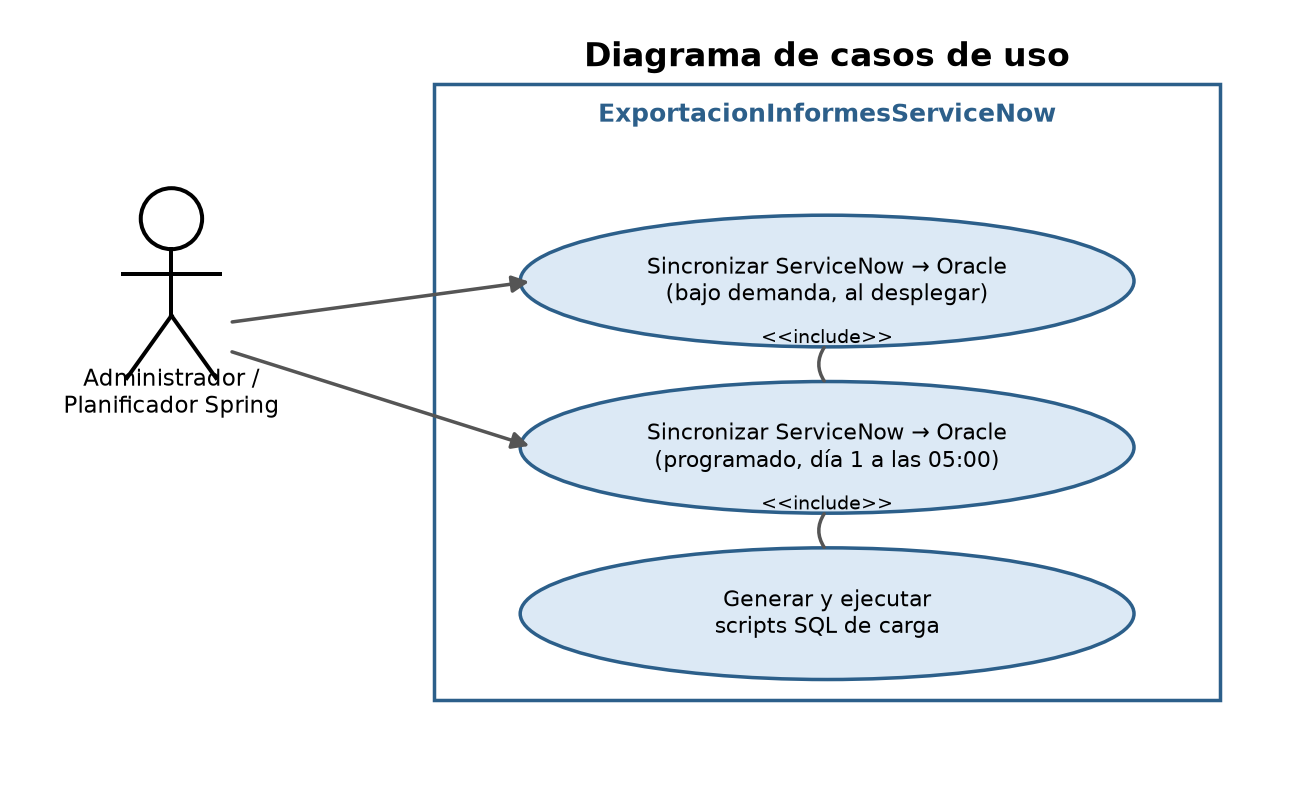 Diagrama de casos de uso
ExportacionInformesServiceNow
Sincronizar ServiceNow → Oracle
(bajo demanda, al desplegar)
<<include>>
Administrador /
Planificador Spring
Sincronizar ServiceNow → Oracle
(programado, día 1 a las 05:00)
<<include>>
Generar y ejecutar
scripts SQL de carga